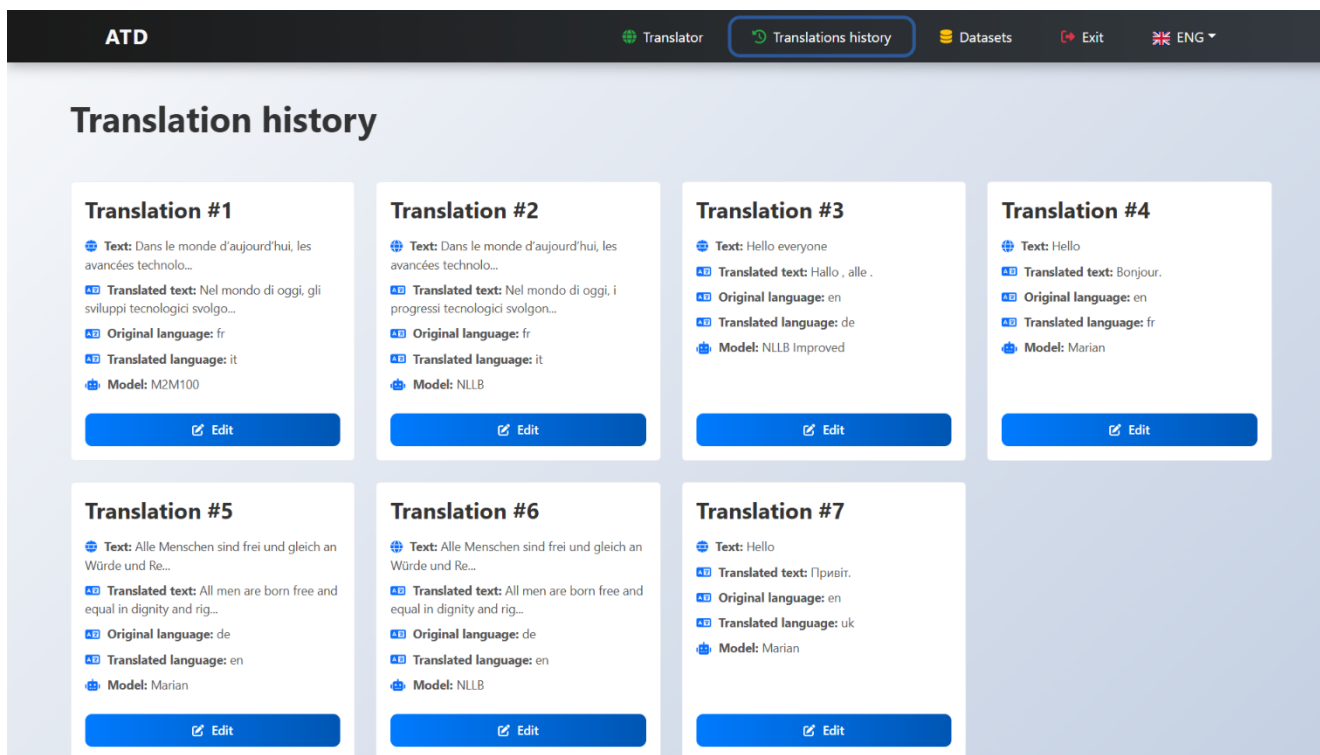 ATD
Translator
Translations history
Datasets
Exit
ENG
Translation history
Translation #1
Text: Dans le monde d'aujourd'hui, les
avancées technolo...
Translated text: Nel mondo di oggi, gli
sviluppi tecnologici svolgo...
Original language: fr
Translated language: it
Model: M2M100
Edit
Translation #2
Text: Dans le monde d'aujourd'hui, les
avancées technolo...
Translated text: Nel mondo di oggi, i
progressi tecnologici svolgon...
Original language: fr
Translated language: it
Model: NLLB
Edit
Translation #3
Text: Hello everyone
Translated text: Hallo , alle .
Original language: en
Translated language: de
Model: NLLB Improved
Edit
Translation #4
Text: Hello
Translated text: Bonjour.
Original language: en
Translated language: fr
Model: Marian
Edit
Translation #5
Text: Alle Menschen sind frei und gleich an
Würde und Re...
Translated text: All men are born free and
equal in dignity and rig...
Original language: de
Translated language: en
Model: Marian
Edit
Translation #6
Text: Alle Menschen sind frei und gleich an
Würde und Re...
Translated text: All men are born free and
equal in dignity and rig...
Original language: de
Translated language: en
Model: NLLB
Edit
Translation #7
Text: Hello
Translated text: Привіт.
Original language: en
Translated language: uk
Model: Marian
Edit